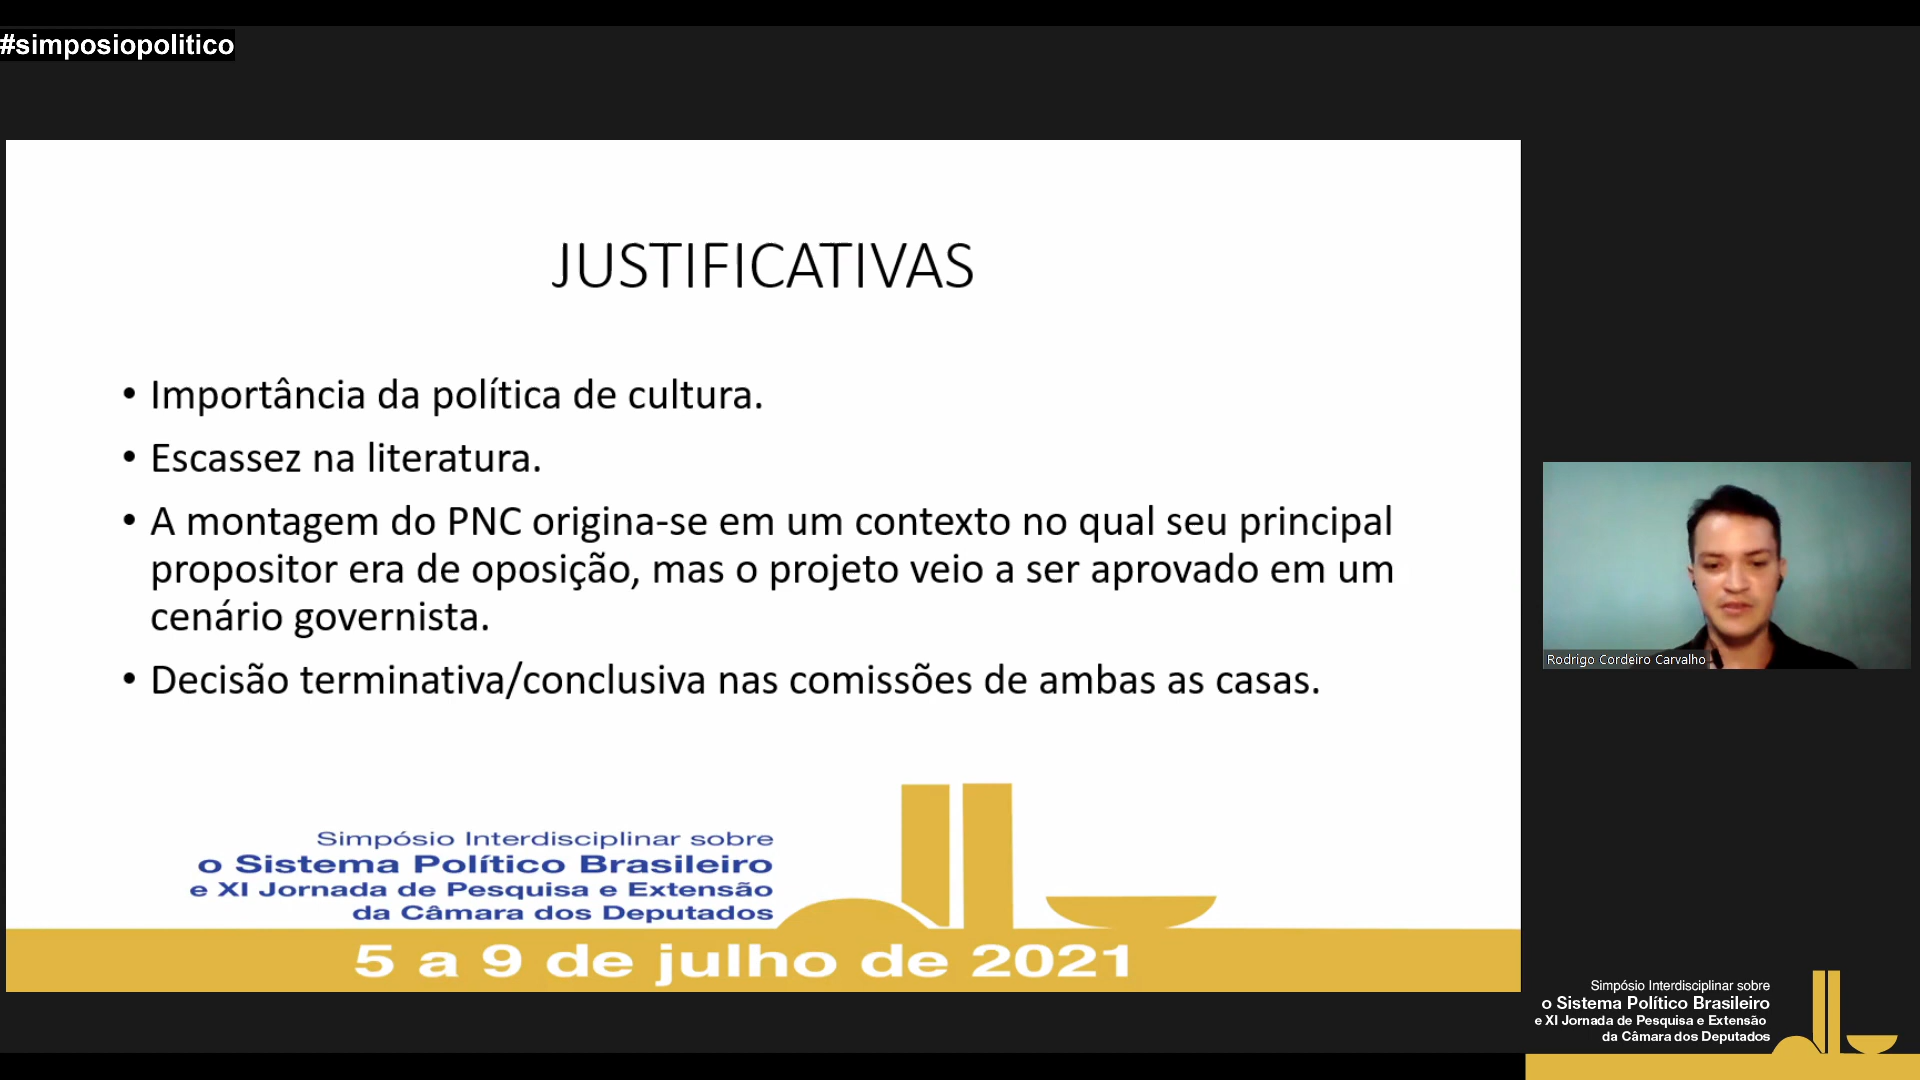 #simposiopolitico
JUSTIFICATIVAS
• Importância da política de cultura.
• Escassez na literatura.
• A montagem do PNC origina-se em um contexto no qual seu principal
propositor era de oposição, mas o projeto veio a ser aprovado em um
cenário governista.
• Decisão terminativa/conclusiva nas comissões de ambas as casas.
Simpósio Interdisciplinar sobre
o Sistema Político Brasileiro
e XI Jornada de Pesquisa e Extensão
da Câmara dos Deputados
5 a 9 de julho de 2021
Rodrigo Cordeiro Carvalho
Simpósio Interdisciplinar sobre
o Sistema Político Brasileiro
e XI Jornada de Pesquisa e Extensão
da Câmara dos Deputados